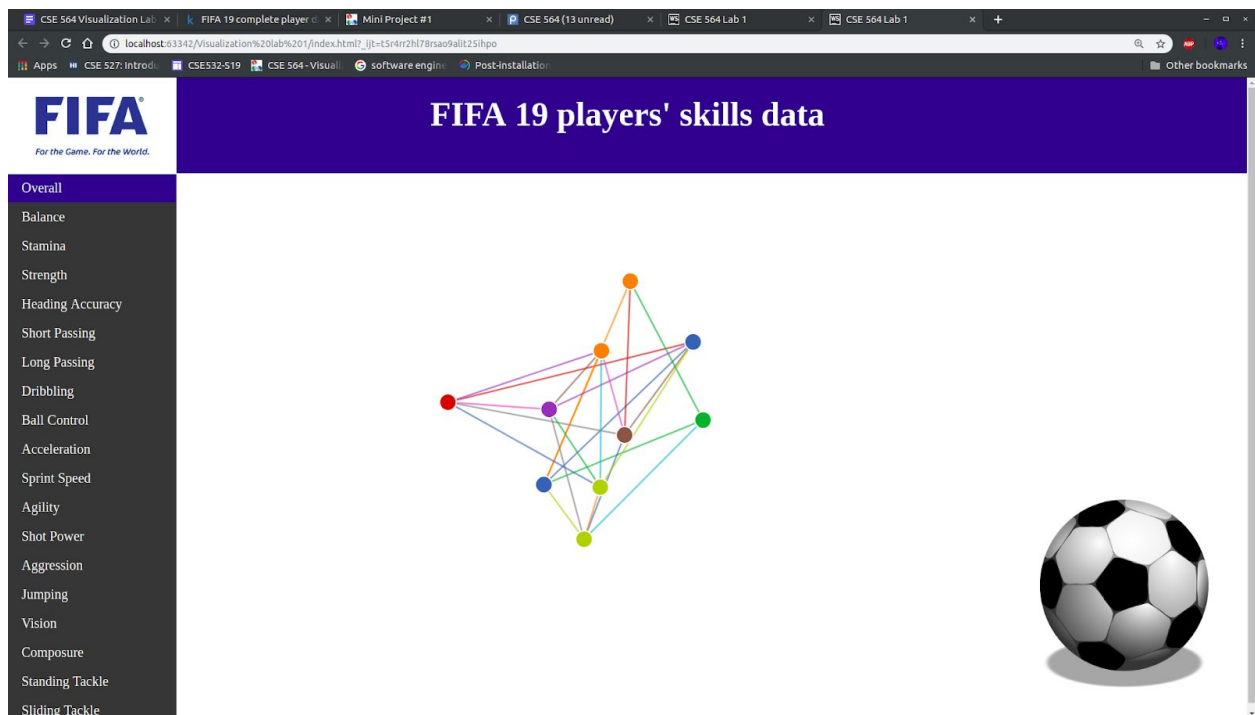 CSE 564 Visualization Lab
FIFA 19 complete player d
Mini Project #1
CSE 564 (13 unread)
CSE 564 Lab 1
CSE 564 Lab 1
localhost:63342/Visualization%20lab%201/index.html?_ijt=t5r4rr2hl78rsao9alit25ihpo
ABP
Apps
CSE 527: Introdu
CSE532-S19
CSE 564 - Visuali
software engine
Post-installation
Other bookmarks
FIFA
For the Game. For the World.
FIFA 19 players' skills data
Overall
Balance
Stamina
Strength
Heading Accuracy
Short Passing
Long Passing
Dribbling
Ball Control
Acceleration
Sprint Speed
Agility
Shot Power
Aggression
Jumping
Vision
Composure
Standing Tackle
Sliding Tackle